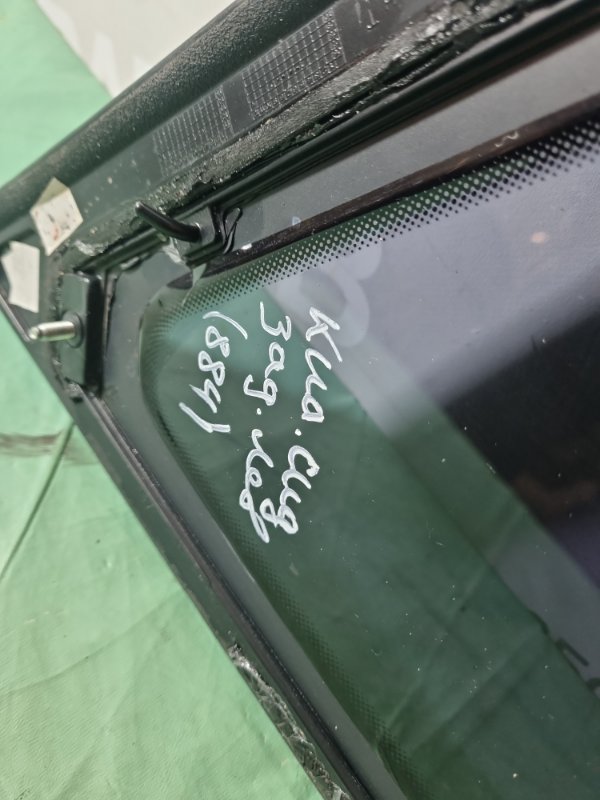 Киа. Сид
Зад. лев
(884)